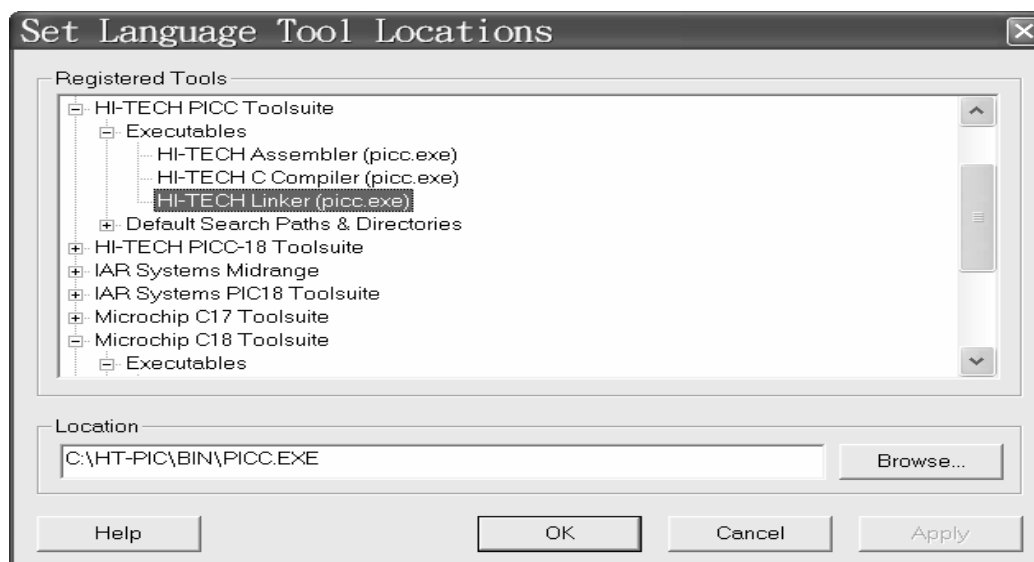 Set Language Tool Locations
Registered Tools
HI-TECH PICC Toolsuite
Executables
HI-TECH Assembler (picc.exe)
HI-TECH C Compiler (picc.exe)
HI-TECH Linker (picc.exe)
Default Search Paths & Directories
HI-TECH PICC-18 Toolsuite
IAR Systems Midrange
IAR Systems PIC18 Toolsuite
Microchip C17 Toolsuite
Microchip C18 Toolsuite
Executables
Location
C:\HT-PIC\BIN\PICC.EXE
Browse...
Help
OK
Cancel
Apply